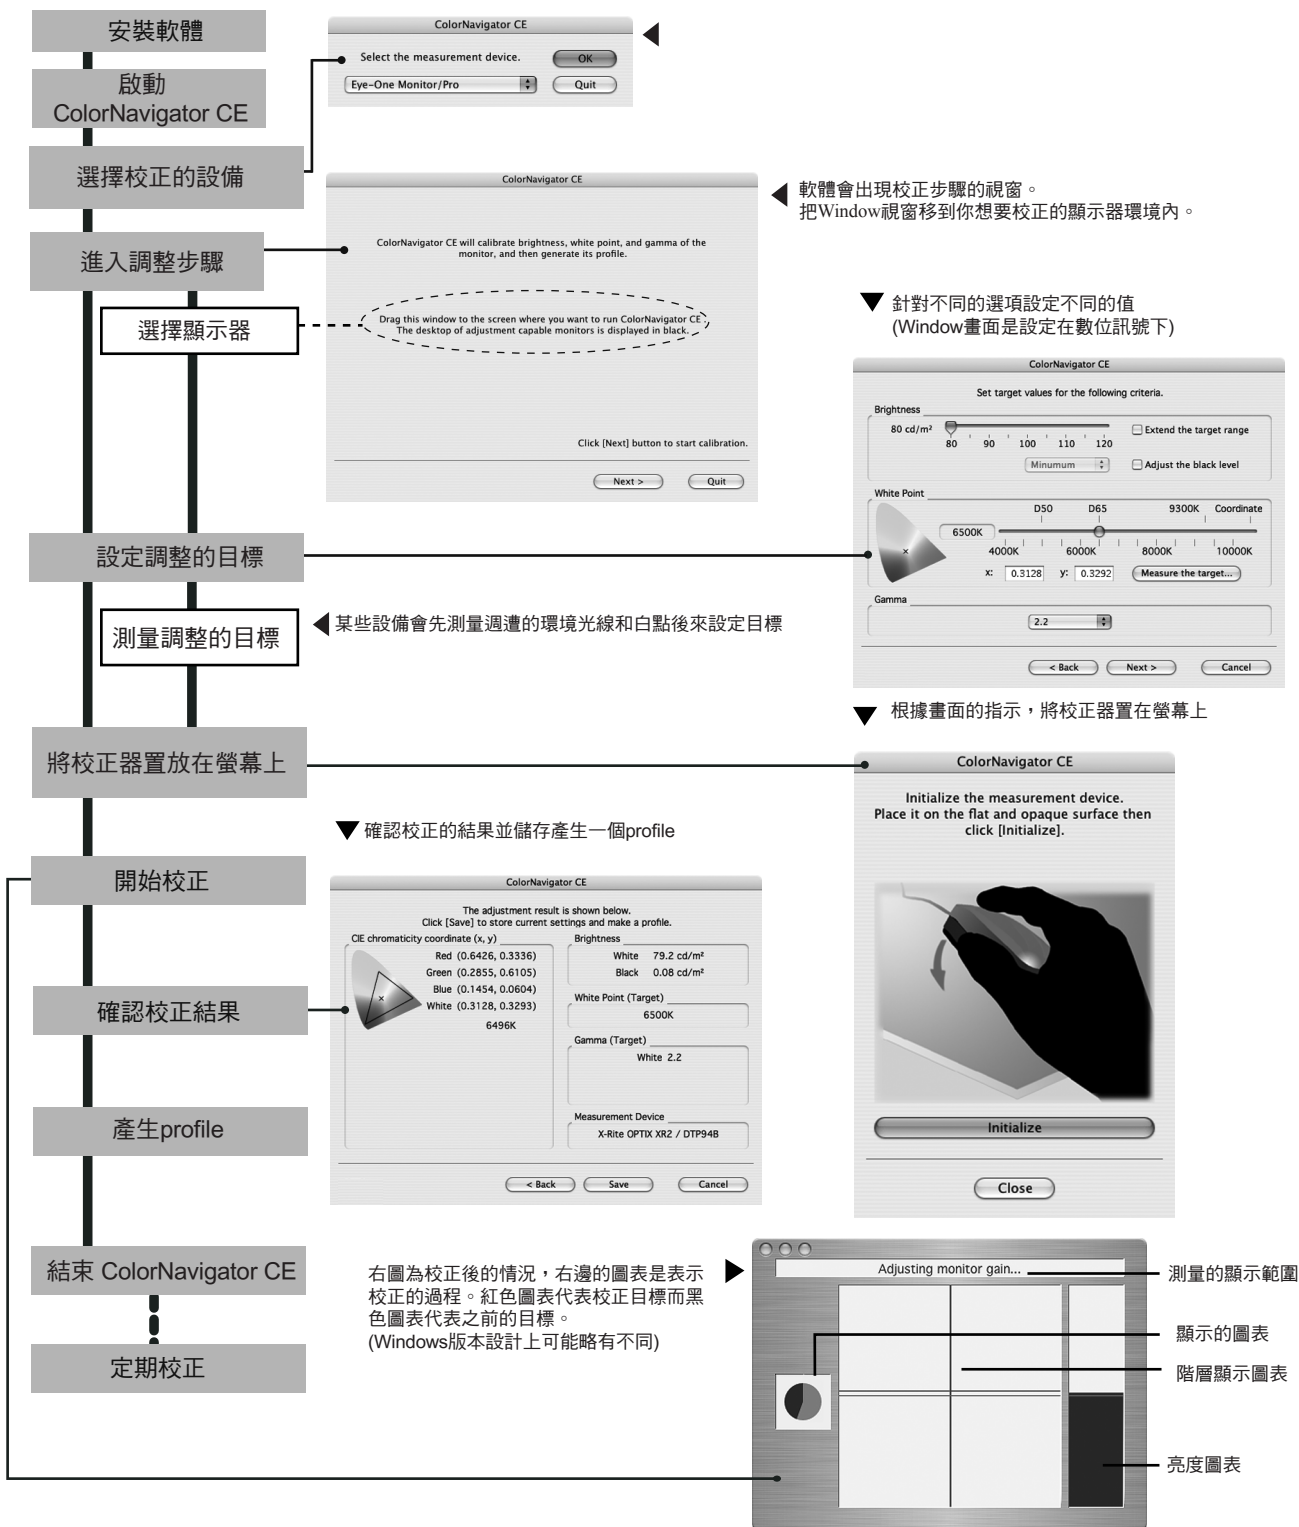 安裝軟體
啟動
ColorNavigator CE
選擇校正的設備
進入調整步驟
選擇顯示器
設定調整的目標
測量調整的目標
將校正器置放在螢幕上
開始校正
確認校正結果
產生profile
結束 ColorNavigator CE
定期校正
ColorNavigator CE
Select the measurement device.
OK
Eye-One Monitor/Pro
Quit
ColorNavigator CE
ColorNavigator CE will calibrate brightness, white point, and gamma of the
monitor, and then generate its profile.
Drag this window to the screen where you want to run ColorNavigator CE.
The desktop of adjustment capable monitors is displayed in black.
Click [Next] button to start calibration.
Next >
Quit
軟體會出現校正步驟的視窗。
把Window視窗移到你想要校正的顯示器環境內。
針對不同的選項設定不同的值
(Window畫面是設定在數位訊號下)
ColorNavigator CE
Set target values for the following criteria.
Brightness
80 cd/m²
80 90 100 110 120
Extend the target range
Minumum
Adjust the black level
White Point
D50 D65 9300K Coordinate
6500K
4000K 6000K 8000K 10000K
x: 0.3128 y: 0.3292 Measure the target...
Gamma
2.2
< Back Next > Cancel
某些設備會先測量週遭的環境光線和白點後來設定目標
根據畫面的指示，將校正器置在螢幕上
ColorNavigator CE
Initialize the measurement device.
Place it on the flat and opaque surface then
click [Initialize].
Initialize
Close
確認校正的結果並儲存產生一個profile
ColorNavigator CE
The adjustment result is shown below.
Click [Save] to store current settings and make a profile.
CIE chromaticity coordinate (x, y)
Red (0.6426, 0.3336)
Green (0.2855, 0.6105)
Blue (0.1454, 0.0604)
White (0.3128, 0.3293)
6496K
Brightness
White 79.2 cd/m²
Black 0.08 cd/m²
White Point (Target)
6500K
Gamma (Target)
White 2.2
Measurement Device
X-Rite OPTIX XR2 / DTP94B
< Back Save Cancel
右圖為校正後的情況，右邊的圖表是表示
校正的過程。紅色圖表代表校正目標而黑
色圖表代表之前的目標。
(Windows版本設計上可能略有不同)
Adjusting monitor gain...
測量的顯示範圍
顯示的圖表
階層顯示圖表
亮度圖表